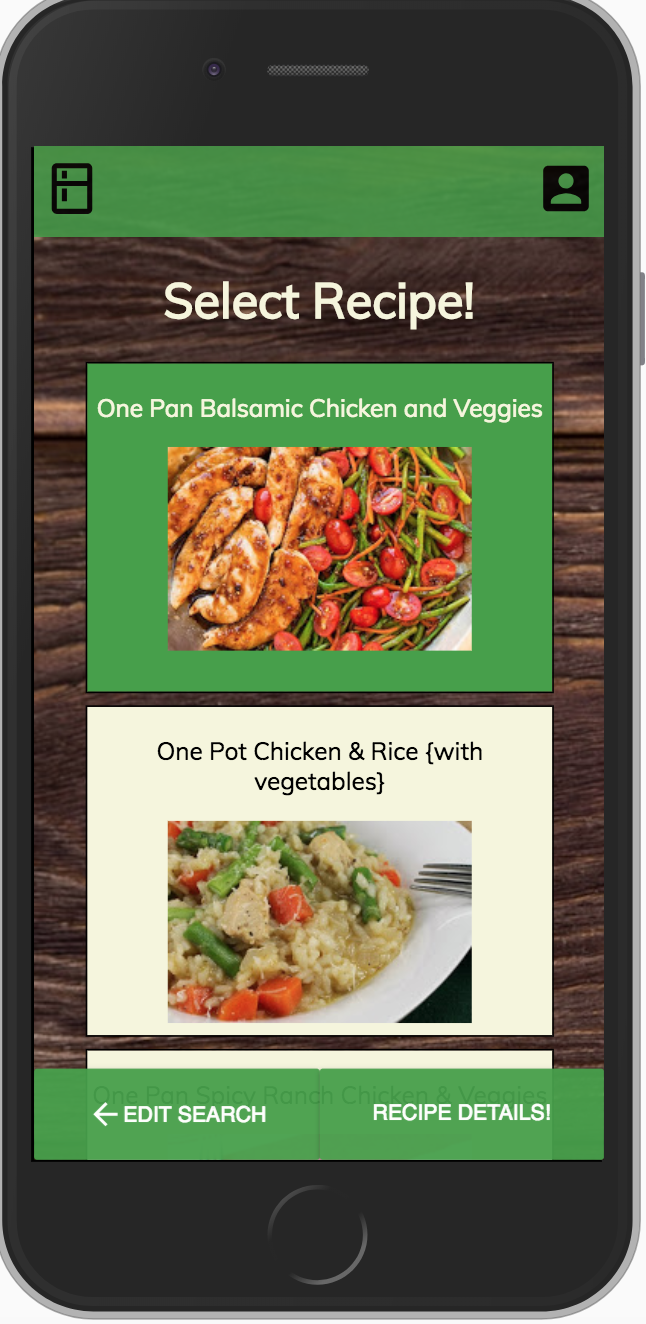 Select Recipe!
One Pan Balsamic Chicken and Veggies
One Pot Chicken & Rice {with
vegetables}
One Pan Spicy Ranch Chicken & Veggies
EDIT SEARCH
RECIPE DETAILS!